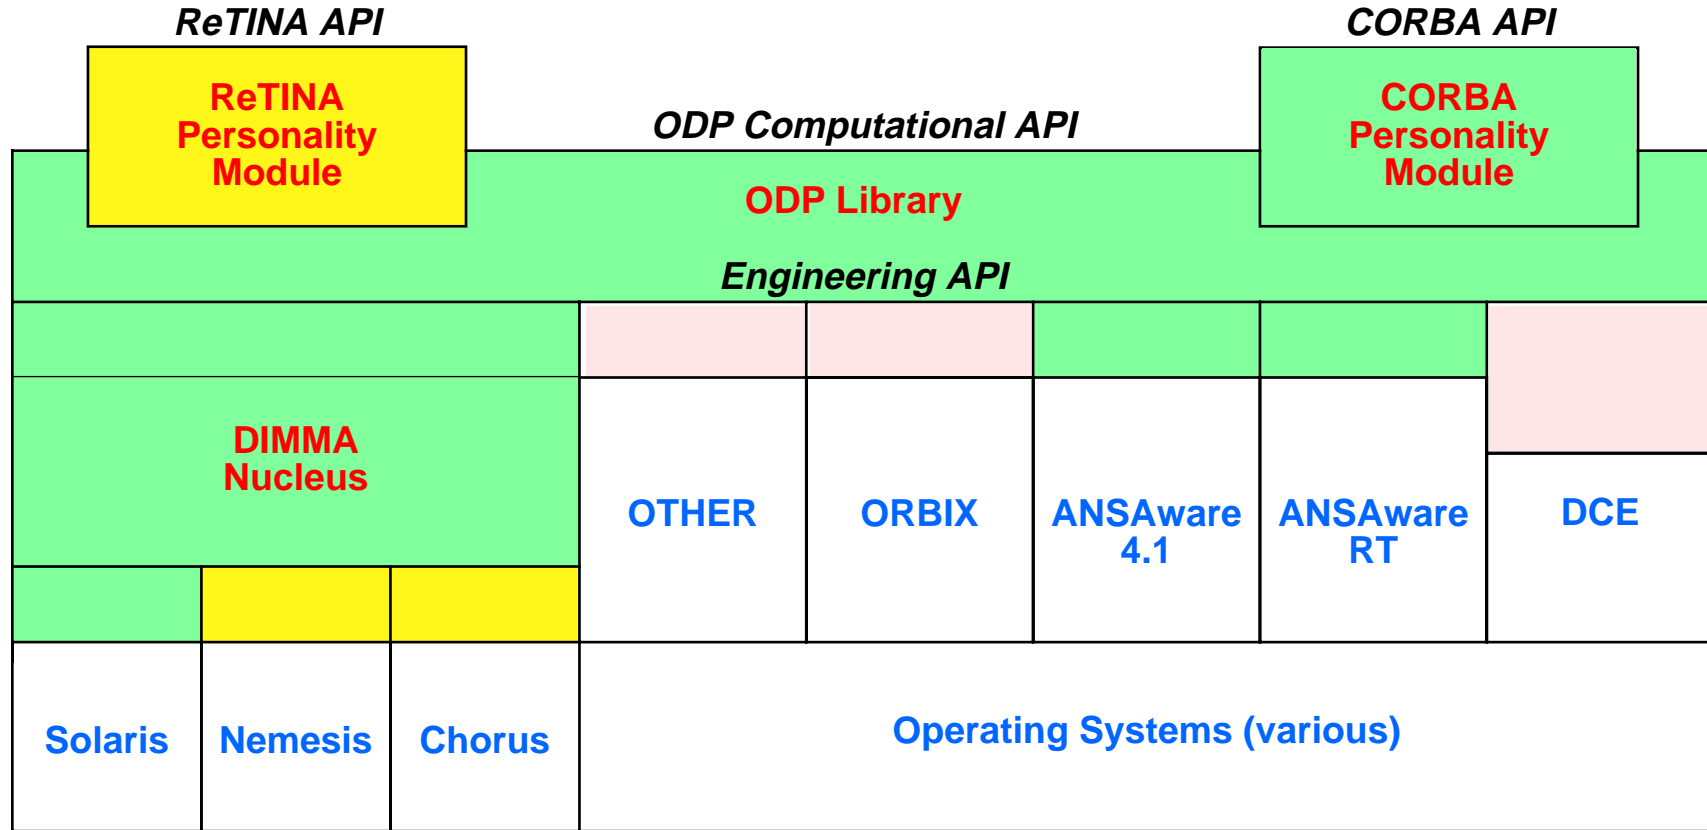 ReTINA API
CORBA API
ReTINA
Personality
Module
CORBA
Personality
Module
ODP Computational API
ODP Library
Engineering API
DIMMA
Nucleus
OTHER
ORBIX
ANSAware
4.1
ANSAware
RT
DCE
Solaris
Nemesis
Chorus
Operating Systems (various)